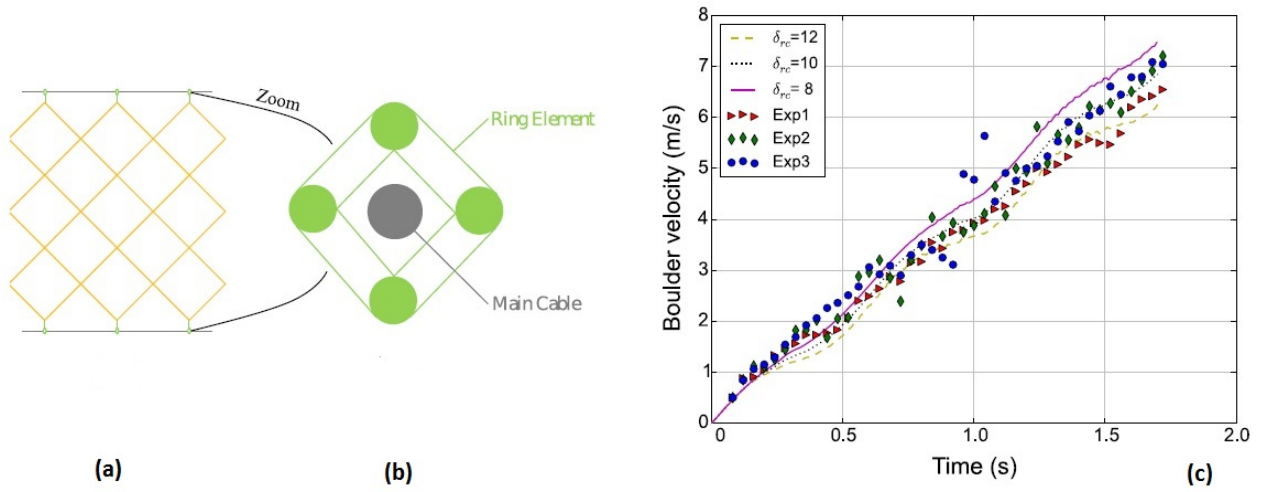 Zoom
Ring Element
Main Cable
(a)
(b)
Boulder velocity (m/s)
8
7
6
5
4
3
2
1
0
δrc=12
δrc=10
δrc= 8
Exp1
Exp2
Exp3
0 0.5 1.0 1.5 2.0
Time (s)
(c)